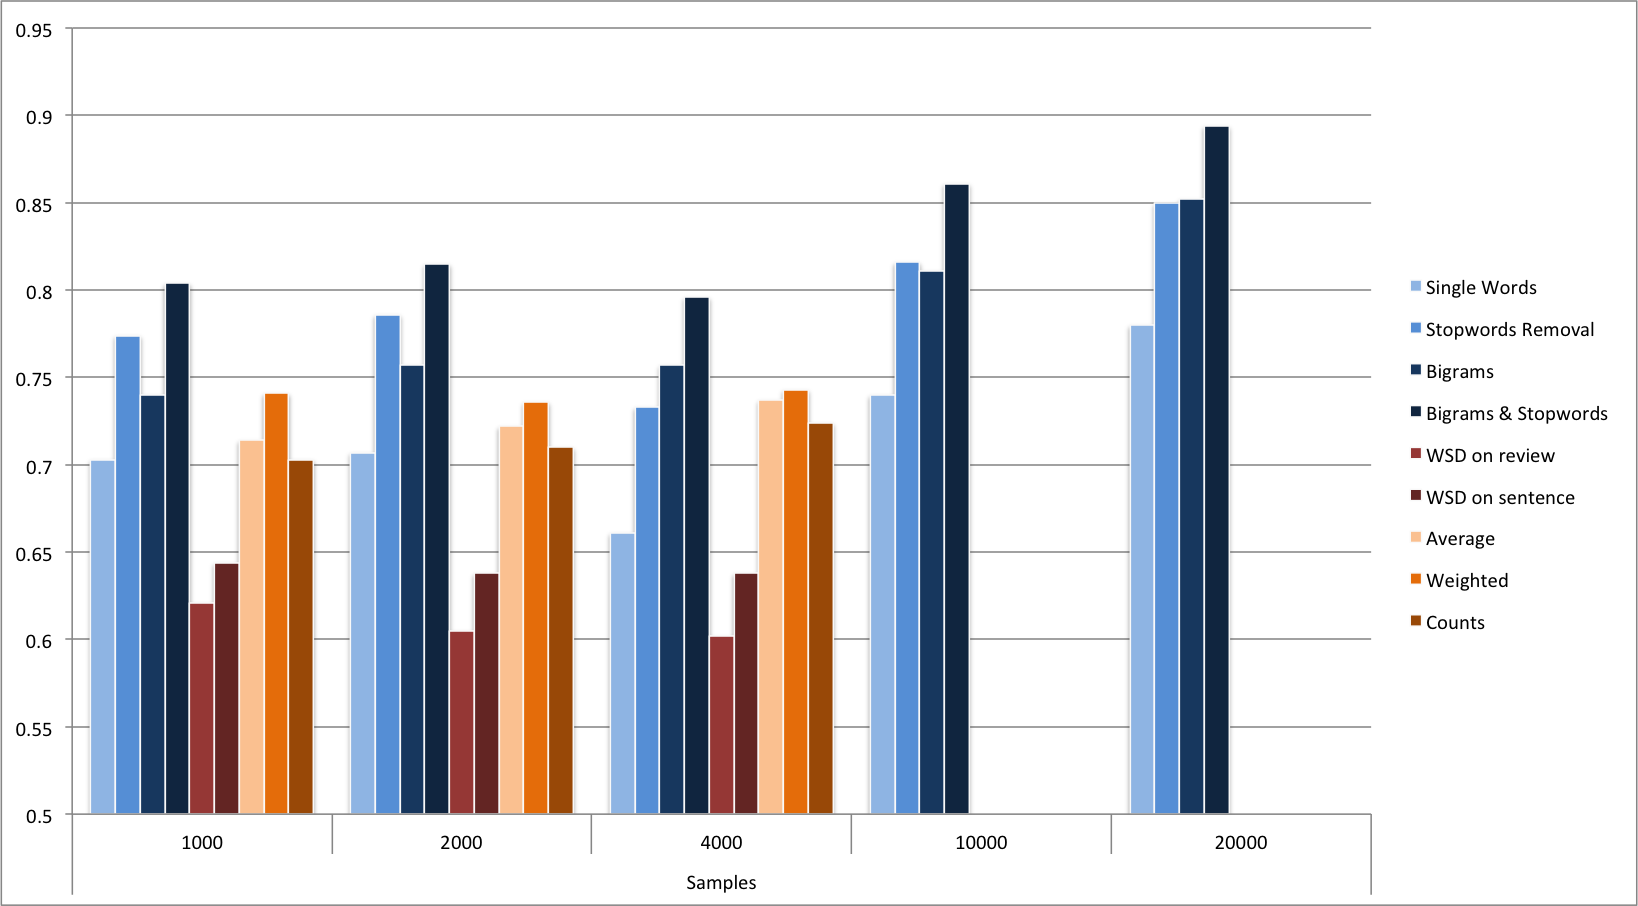 0.95
0.9
0.85
0.8
0.75
0.7
0.65
0.6
0.55
0.5
1000 2000 4000 10000 20000
Samples
Single Words
Stopwords Removal
Bigrams
Bigrams & Stopwords
WSD on review
WSD on sentence
Average
Weighted
Counts